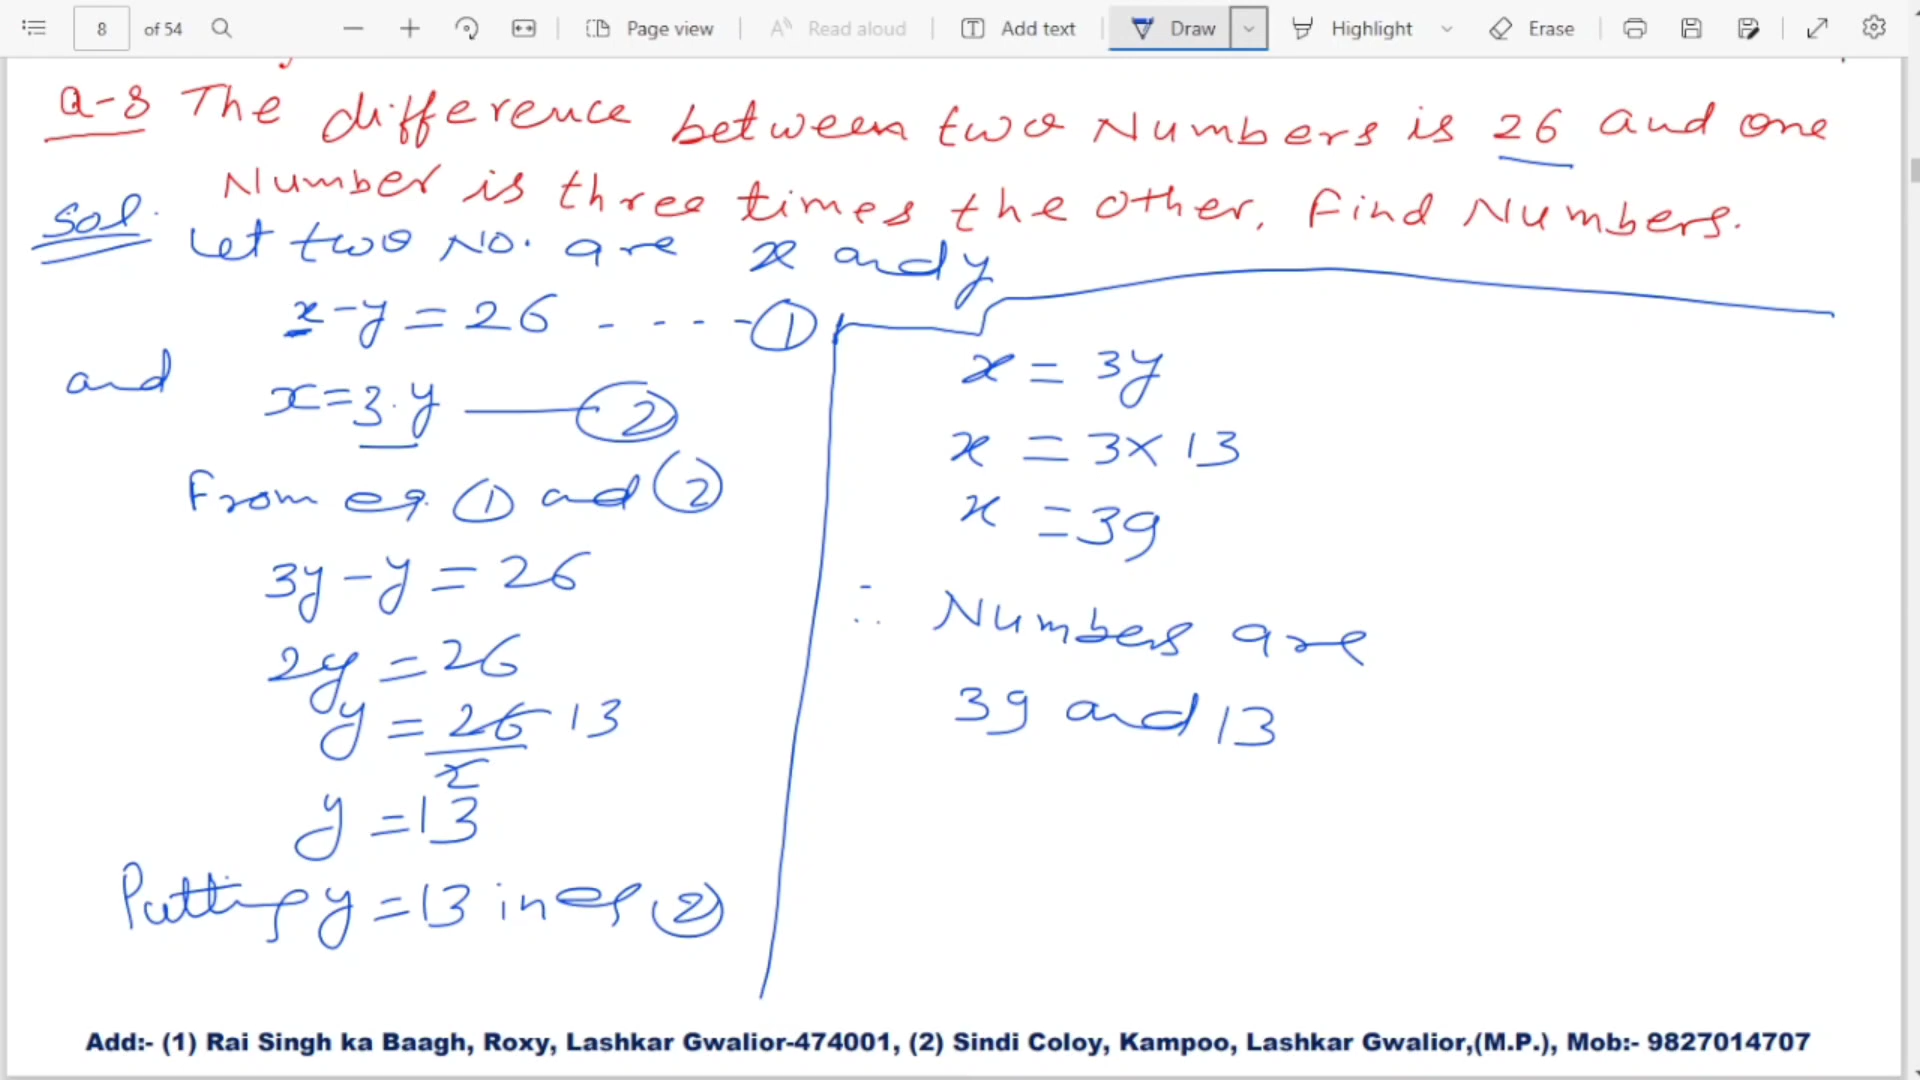 8 of 54 Page view Read aloud Add text Draw Highlight Erase
Q-8 The difference between two Numbers is 26 and one
Number is three times the other. Find Numbers.
Sol. Let two NO. are x and y
x-y = 26 - - - - - ①
and x=3.y —— ②
From eq. ① and ②
3y-y = 26
2y = 26
y = 26/2 13
y = 13
Putting y = 13 in eq ②
x = 3y
x = 3× 13
x = 39
∴ Numbers are
39 and 13
Add:- (1) Rai Singh ka Baagh, Roxy, Lashkar Gwalior-474001, (2) Sindi Coloy, Kampoo, Lashkar Gwalior,(M.P.), Mob:- 9827014707